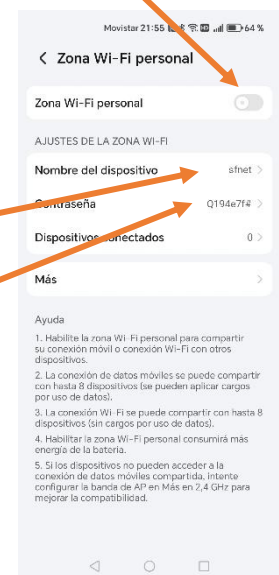 Movistar 21:55 64 %
Zona Wi-Fi personal
Zona Wi-Fi personal
AJUSTES DE LA ZONA WI-FI
Nombre del dispositivo sfnet
Contraseña Q194e7f#
Dispositivos conectados 0
Más
Ayuda
1. Habilite la zona Wi-Fi personal para compartir
su conexión móvil o conexión Wi-Fi con otros
dispositivos.
2. La conexión de datos móviles se puede compartir
con hasta 8 dispositivos (se pueden aplicar cargos
por uso de datos).
3. La conexión Wi-Fi se puede compartir con hasta 8
dispositivos (sin cargos por uso de datos).
4. Habilitar la zona Wi-Fi personal consumirá más
energía de la batería.
5. Si los dispositivos no pueden acceder a la
conexión de datos móviles compartida, intente
configurar la banda de AP en Más en 2,4 GHz para
mejorar la compatibilidad.